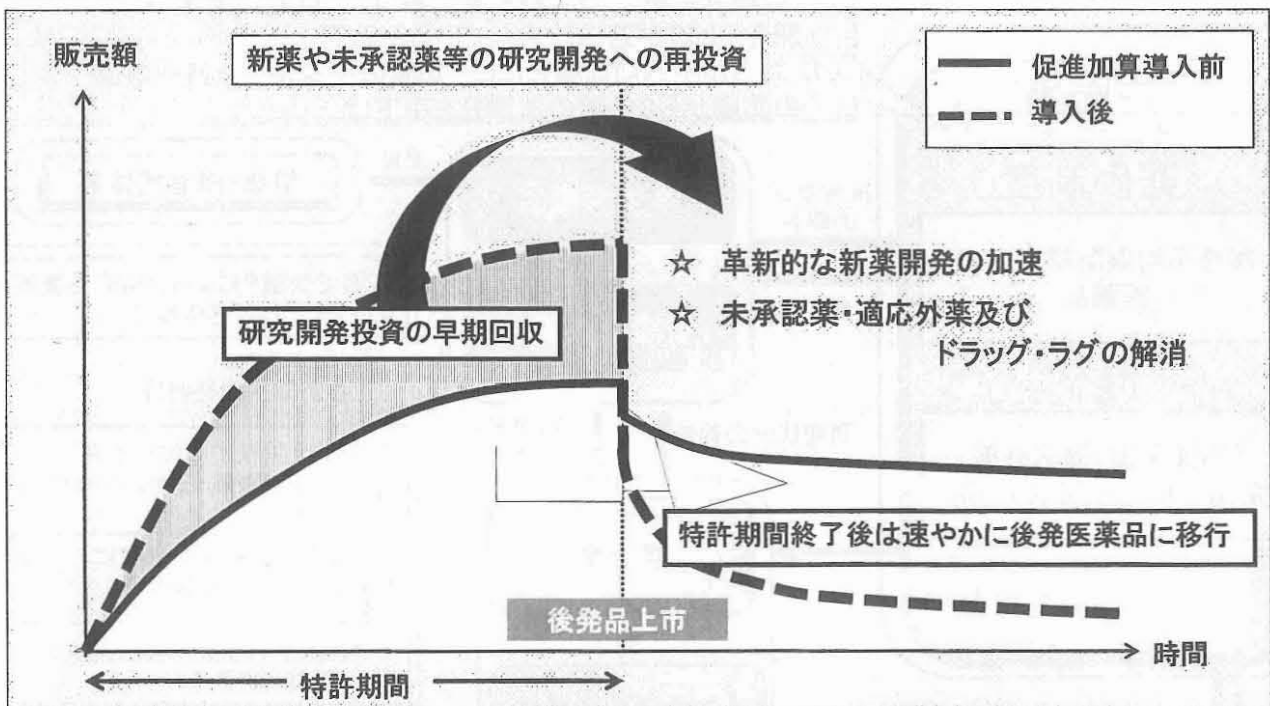 販売額
新薬や未承認薬等の研究開発への再投資
促進加算導入前
導入後
☆ 革新的な新薬開発の加速
☆ 未承認薬・適応外薬及び
ドラッグ・ラグの解消
研究開発投資の早期回収
特許期間終了後は速やかに後発医薬品に移行
後発品上市
時間
特許期間